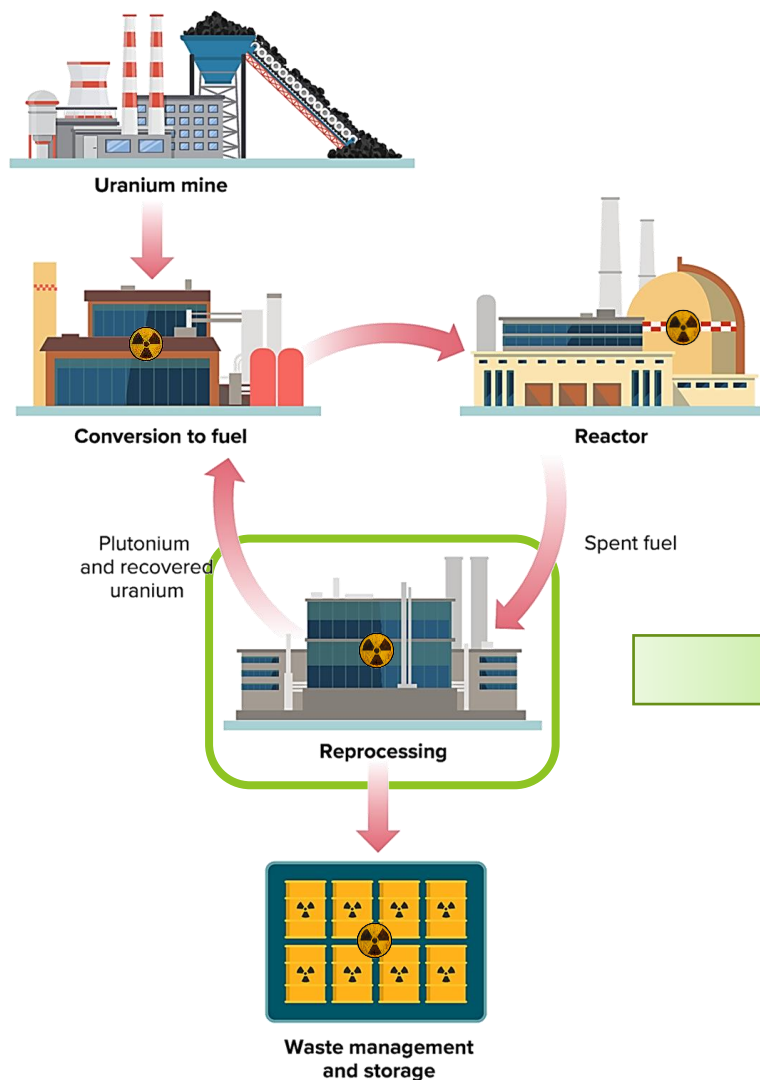 Uranium mine
Conversion to fuel
Reactor
Plutonium
and recovered
uranium
Spent fuel
Reprocessing
Waste management
and storage